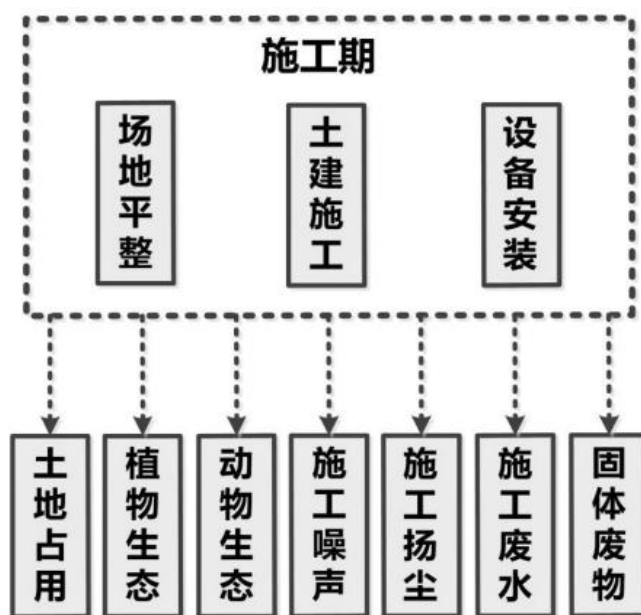 施工期
场地平整
土建施工
设备安装
土地占用
植物生态
动物生态
施工噪声
施工扬尘
施工废水
固体废物